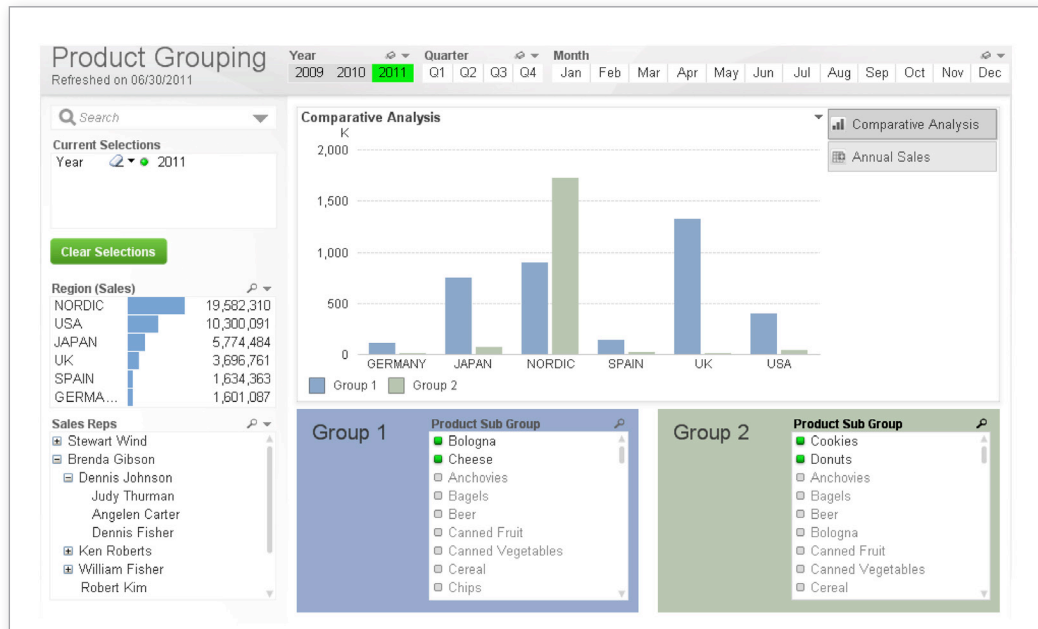 Product Grouping
Refreshed on 06/30/2011
Year
2009 2010 2011
Quarter
Q1 Q2 Q3 Q4
Month
Jan Feb Mar Apr May Jun Jul Aug Sep Oct Nov Dec
Search
Current Selections
Year 2011
Clear Selections
Region (Sales)
NORDIC 19,582,310
USA 10,300,091
JAPAN 5,774,484
UK 3,696,761
SPAIN 1,634,363
GERMA... 1,601,087
Sales Reps
Stewart Wind
Brenda Gibson
Dennis Johnson
Judy Thurman
Angelen Carter
Dennis Fisher
Ken Roberts
William Fisher
Robert Kim
Comparative Analysis
K
2,000
1,500
1,000
500
0
GERMANY JAPAN NORDIC SPAIN UK USA
Group 1 Group 2
Comparative Analysis
Annual Sales
Group 1
Product Sub Group
Bologna
Cheese
Anchovies
Bagels
Beer
Canned Fruit
Canned Vegetables
Cereal
Chips
Group 2
Product Sub Group
Cookies
Donuts
Anchovies
Bagels
Beer
Bologna
Canned Fruit
Canned Vegetables
Cereal